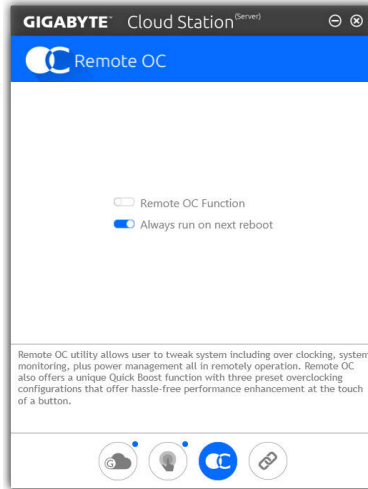 GIGABYTE™ Cloud Station (Server)
Remote OC
Remote OC Function
Always run on next reboot
Remote OC utility allows user to tweak system including over clocking, system
monitoring, plus power management all in remotely operation. Remote OC
also offers a unique Quick Boost function with three preset overclocking
configurations that offer hassle-free performance enhancement at the touch
of a button.
G